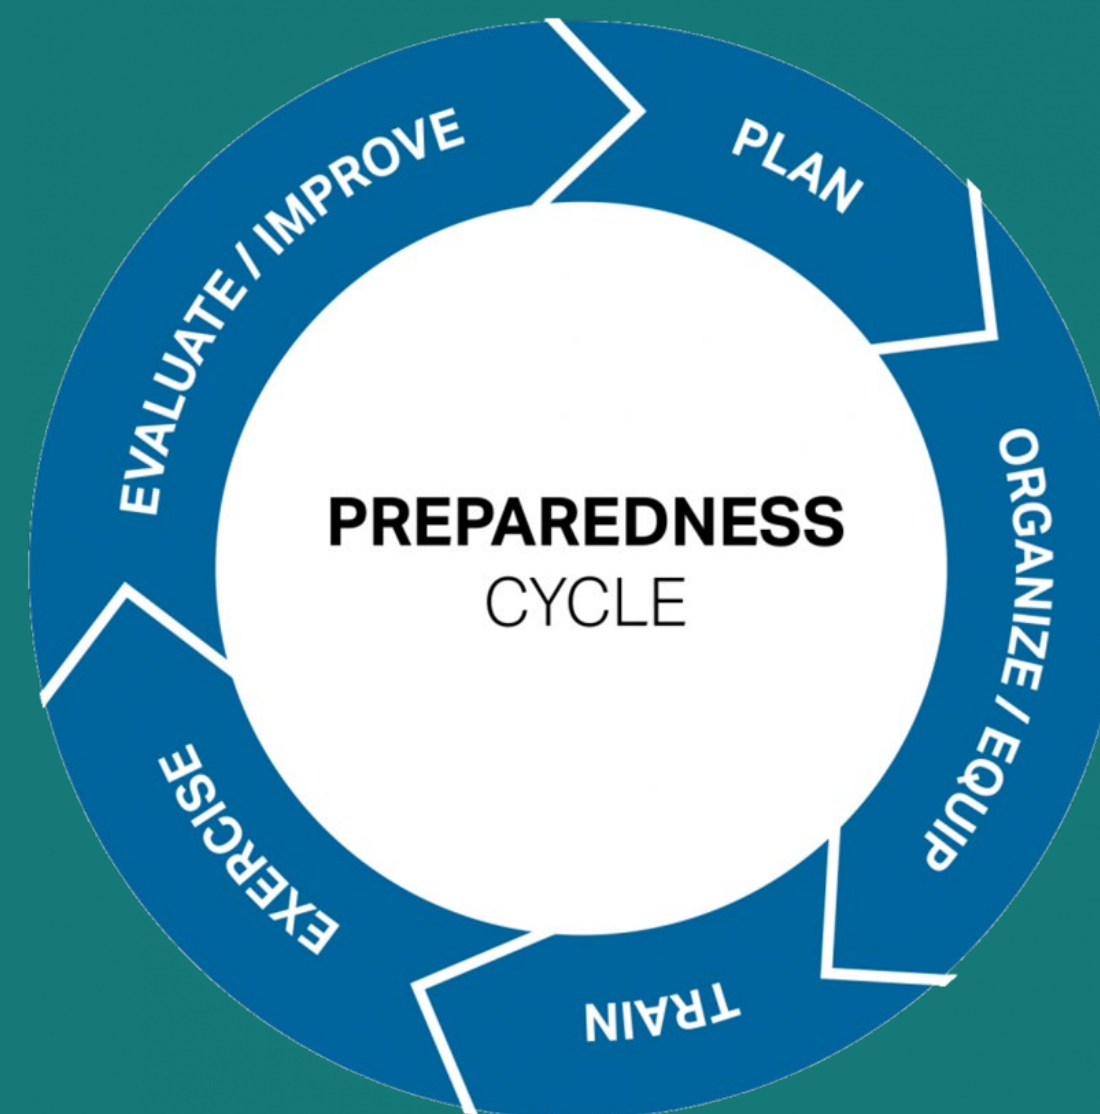 PREPAREDNESS
CYCLE
PLAN
ORGANIZE / EQUIP
TRAIN
EXERCISE
EVALUATE / IMPROVE